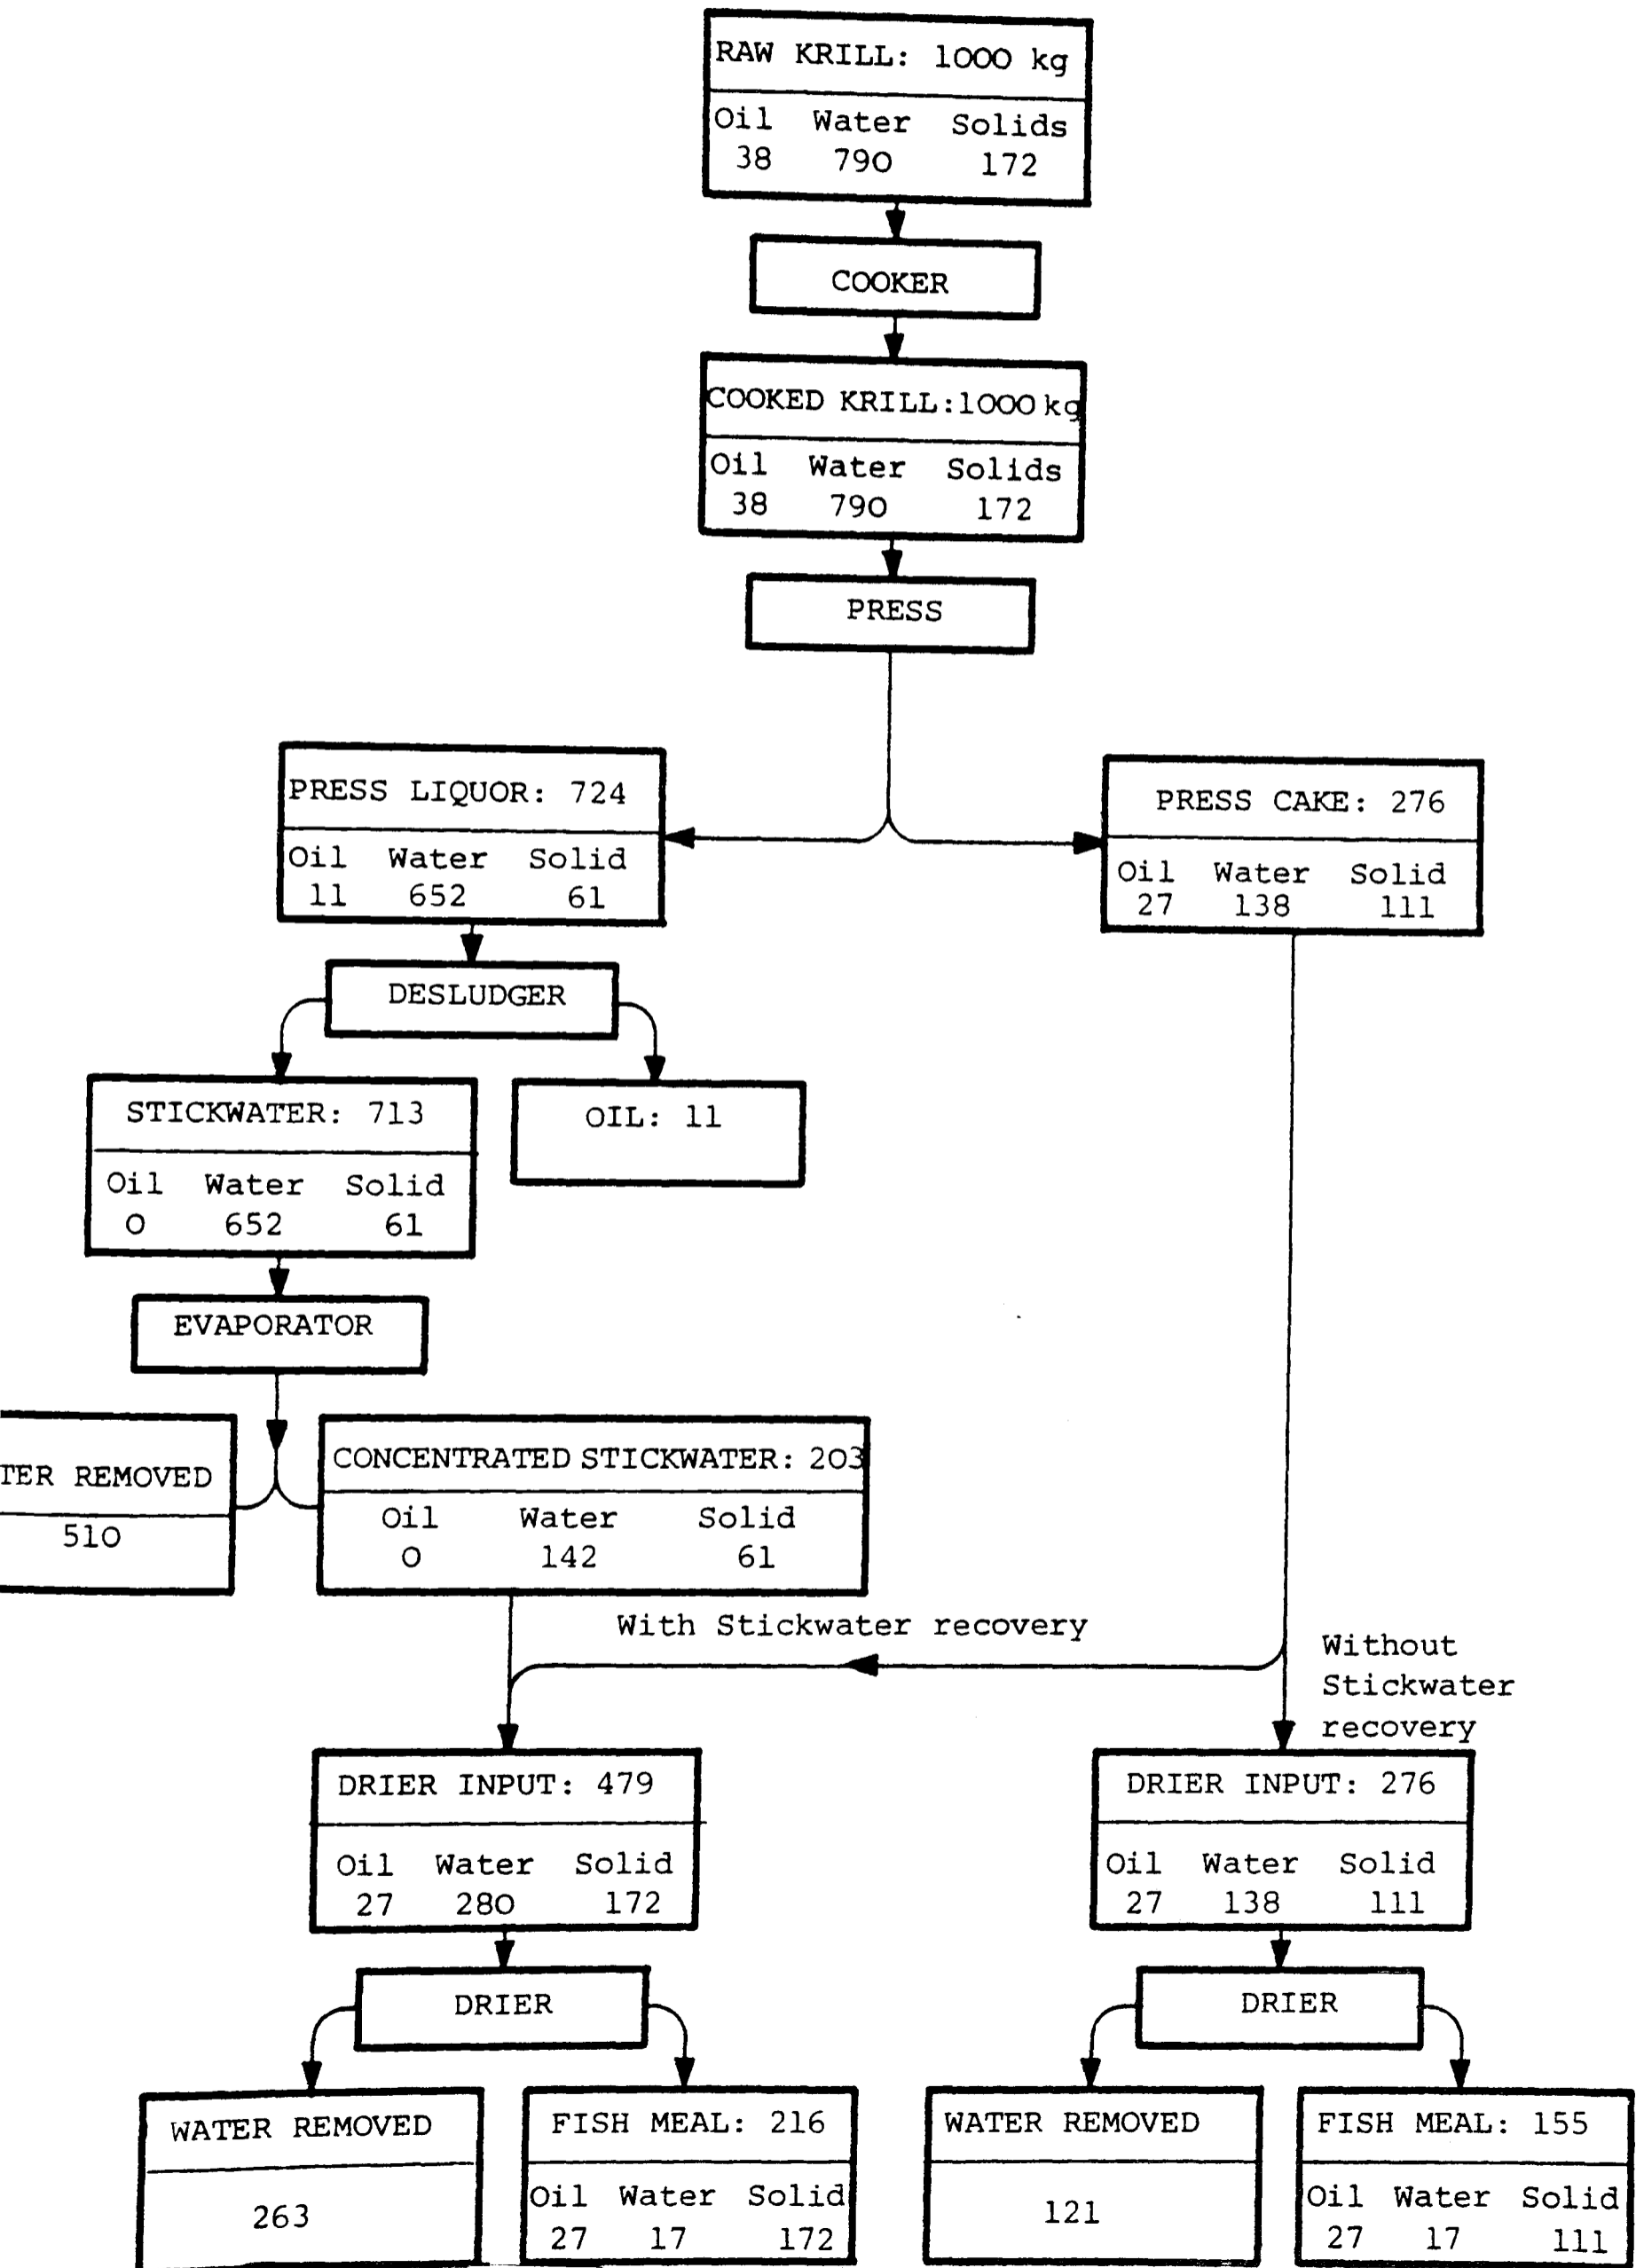 RAW KRILL: 1000 kg
Oil Water Solids
38 790 172
COOKER
COOKED KRILL:1000 kg
Oil Water Solids
38 790 172
PRESS
PRESS LIQUOR: 724
Oil Water Solid
11 652 61
PRESS CAKE: 276
Oil Water Solid
27 138 111
DESLUDGER
STICKWATER: 713
Oil Water Solid
0 652 61
OIL: 11
EVAPORATOR
TER REMOVED
510
CONCENTRATED STICKWATER: 203
Oil Water Solid
0 142 61
With Stickwater recovery
Without
Stickwater
recovery
DRIER INPUT: 479
Oil Water Solid
27 280 172
DRIER INPUT: 276
Oil Water Solid
27 138 111
DRIER
DRIER
WATER REMOVED
263
FISH MEAL: 216
Oil Water Solid
27 17 172
WATER REMOVED
121
FISH MEAL: 155
Oil Water Solid
27 17 111